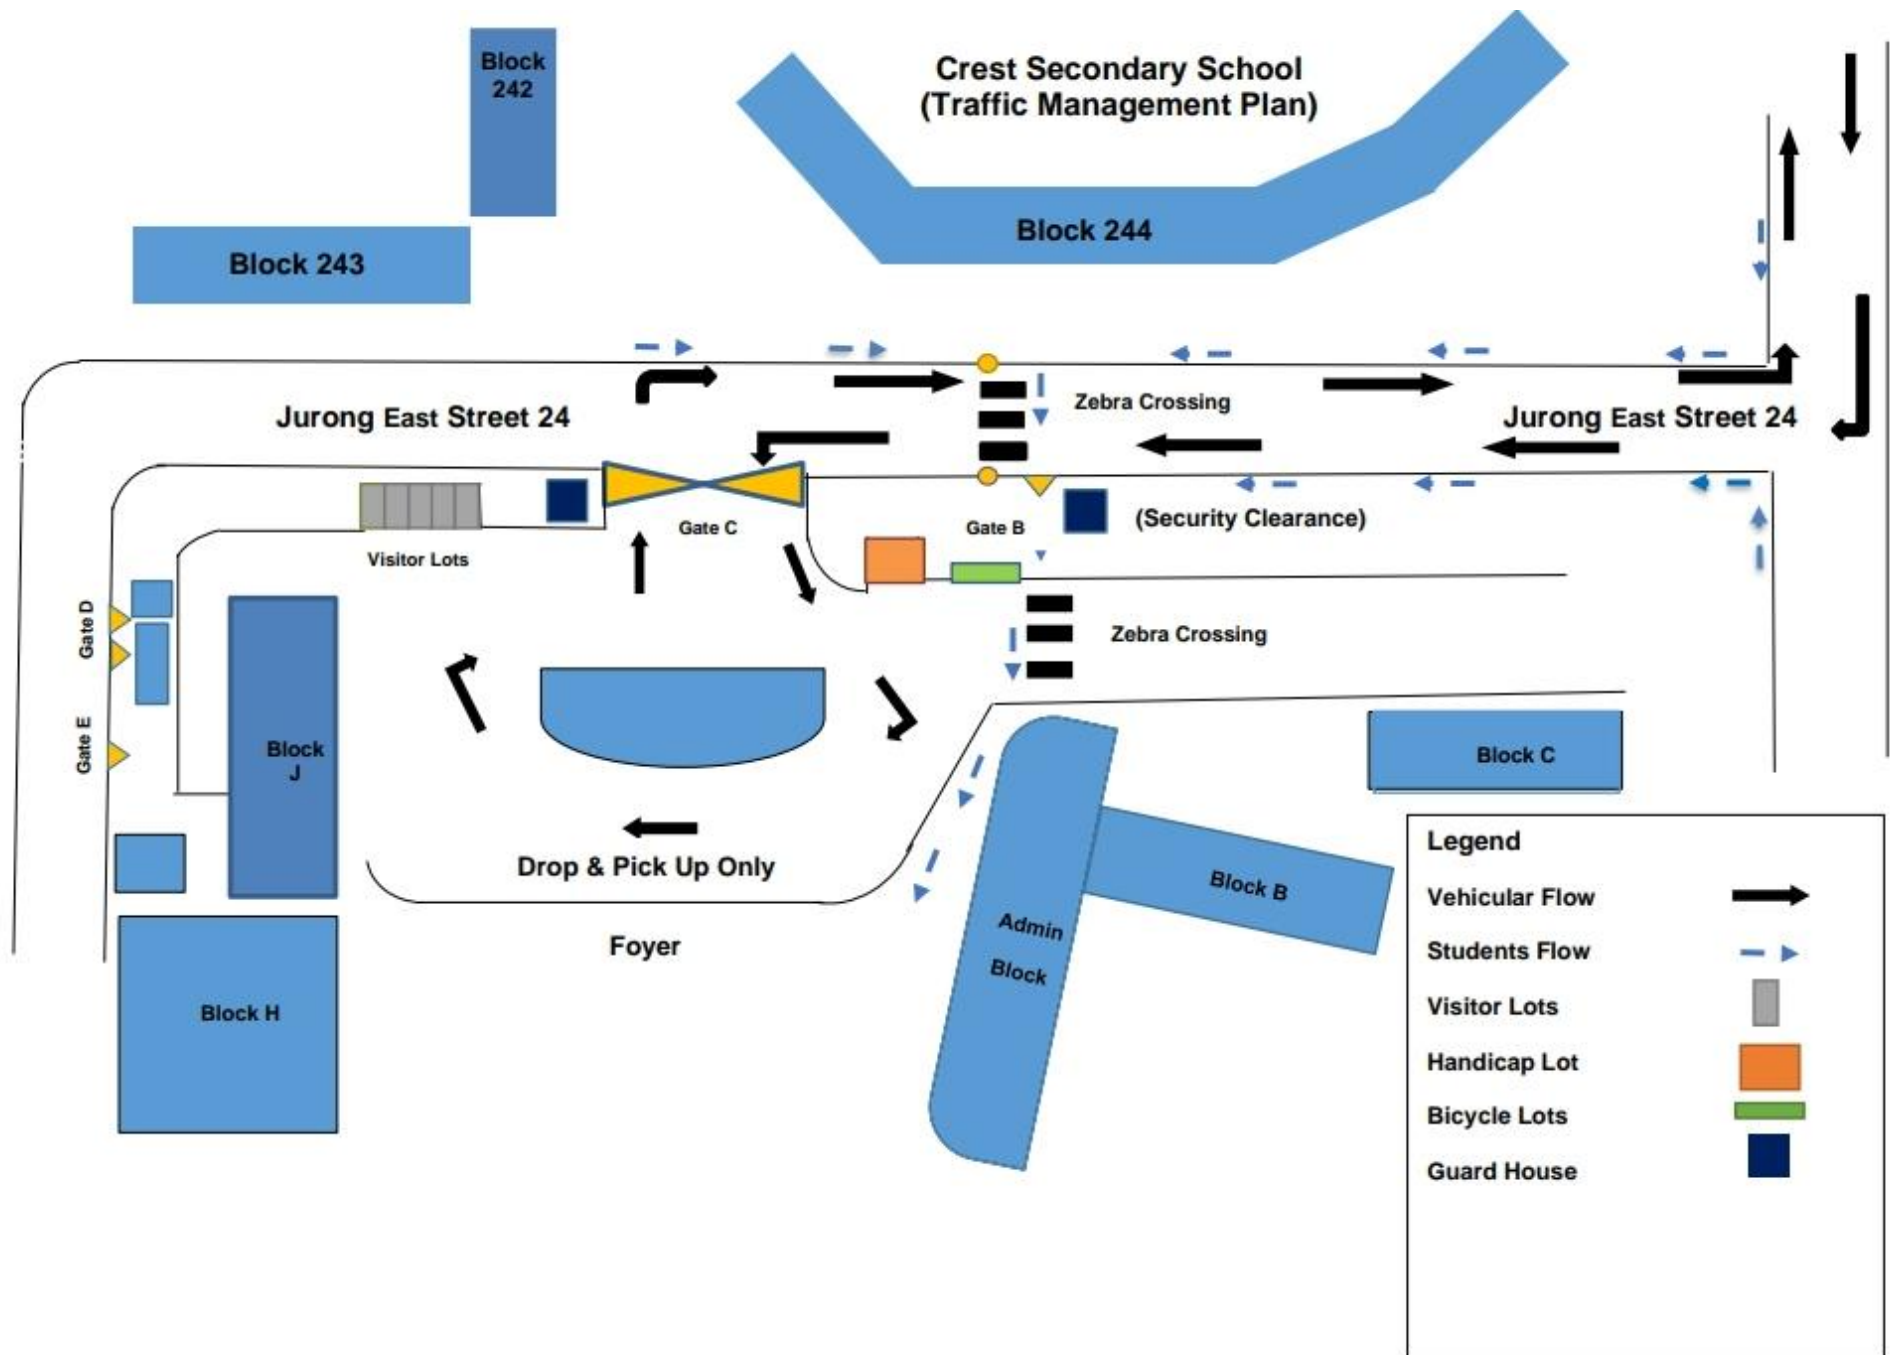 Block
242
Crest Secondary School
(Traffic Management Plan)
Block 244
Block 243
Jurong East Street 24
Zebra Crossing
Jurong East Street 24
Gate C
Gate B
(Security Clearance)
Visitor Lots
Zebra Crossing
Gate D
Gate E
Block
J
Block C
Drop & Pick Up Only
Block B
Admin
Block
Foyer
Block H
Legend
Vehicular Flow
Students Flow
Visitor Lots
Handicap Lot
Bicycle Lots
Guard House